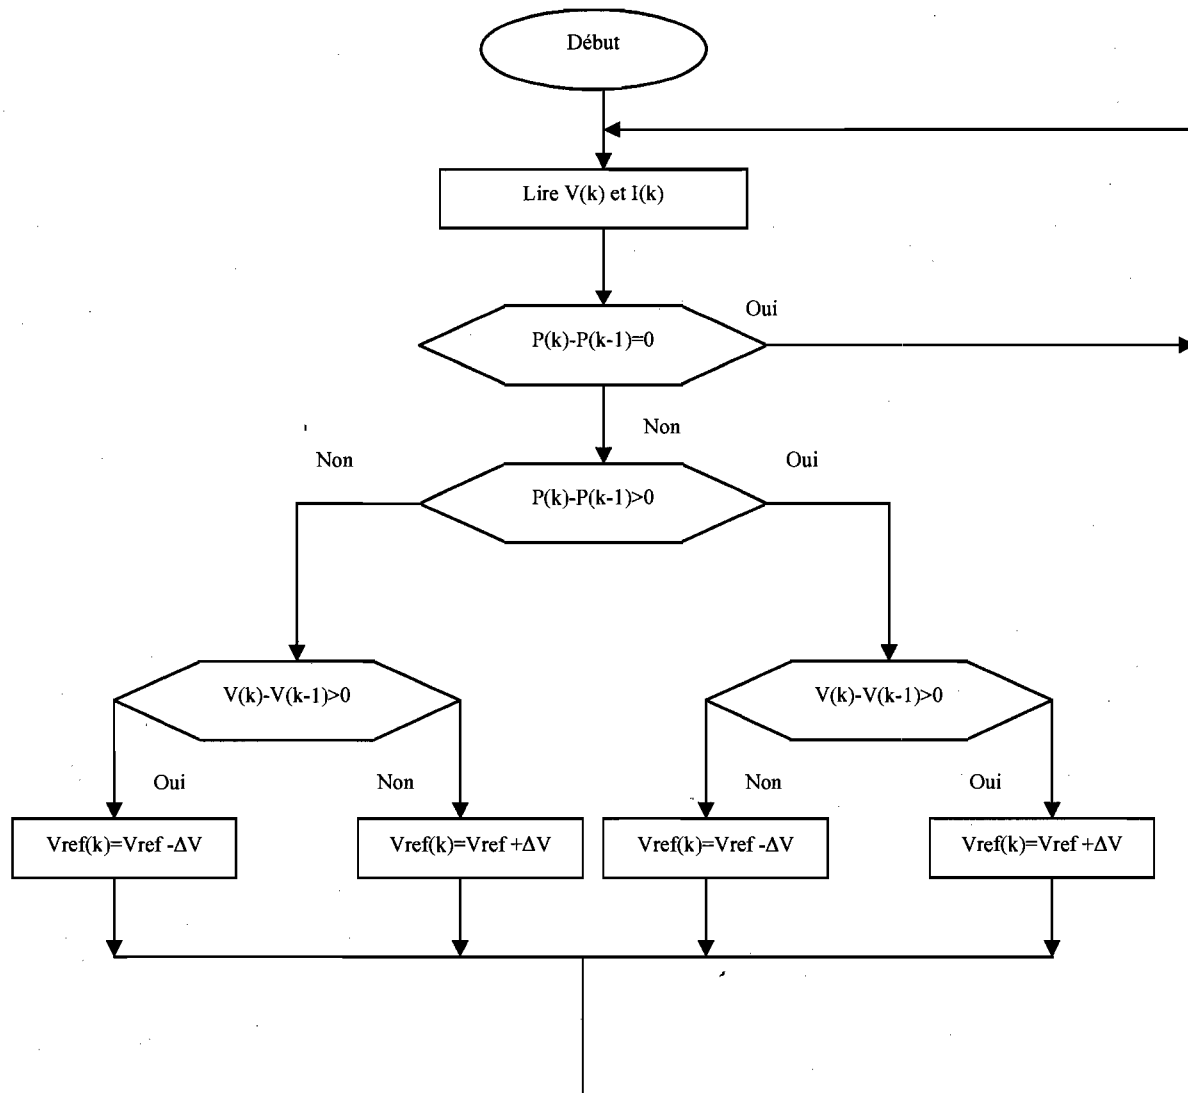 Début
Lire V(k) et I(k)
Oui
P(k)-P(k-1)=0
Non
Non
Oui
P(k)-P(k-1)>0
V(k)-V(k-1)>0
V(k)-V(k-1)>0
Oui
Non
Non
Oui
Vref(k)=Vref -ΔV
Vref(k)=Vref +ΔV
Vref(k)=Vref -ΔV
Vref(k)=Vref +ΔV